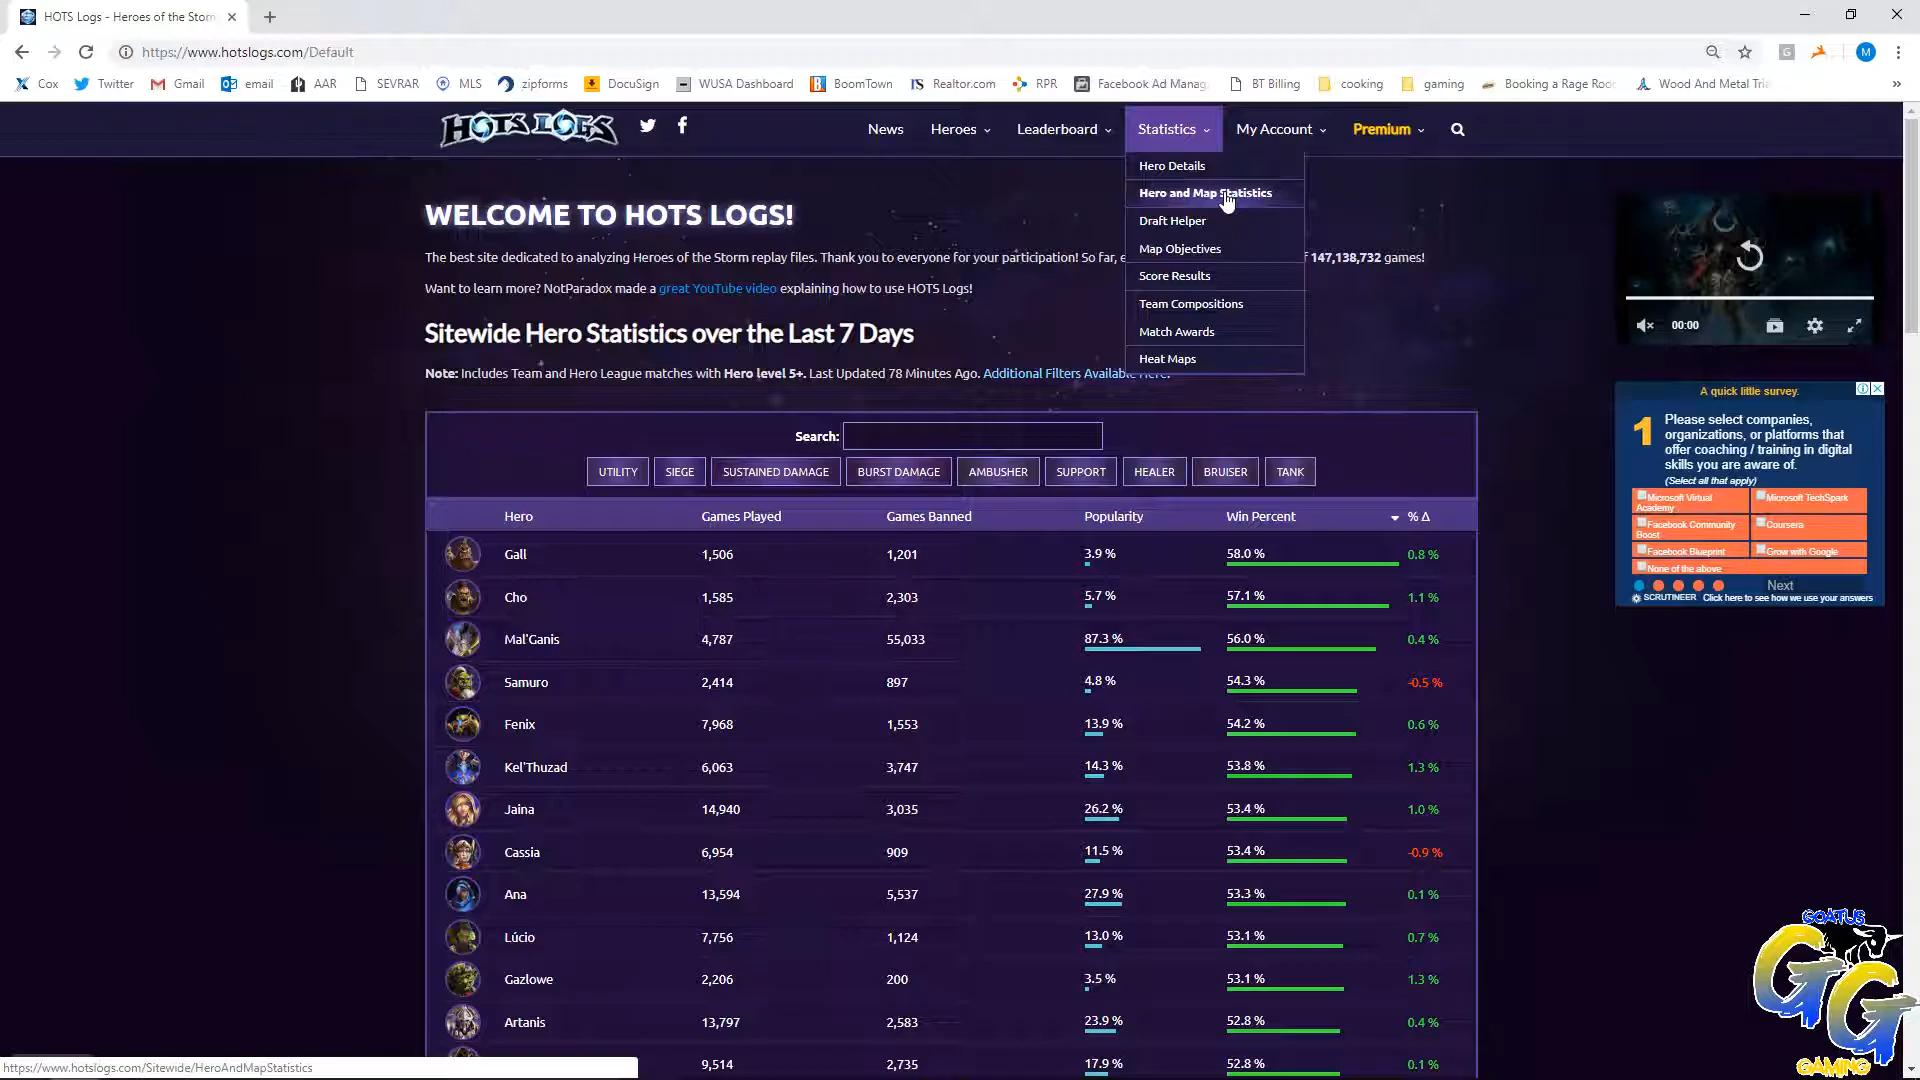 HOTS Logs - Heroes of the Storm
https://www.hotslogs.com/Default
G M
Cox Twitter Gmail email AAR SEVRAR MLS zipforms DocuSign WUSA Dashboard BoomTown Realtor.com RPR Facebook Ad Manag BT Billing cooking gaming Booking a Rage Roo Wood And Metal Tria »
HOTS LOGS News Heroes Leaderboard Statistics My Account Premium
Hero Details
Hero and Map Statistics
Draft Helper
Map Objectives
Score Results
Team Compositions
Match Awards
Heat Maps
WELCOME TO HOTS LOGS!
The best site dedicated to analyzing Heroes of the Storm replay files. Thank you to everyone for your participation! So far, e f 147,138,732 games!
Want to learn more? NotParadox made a great YouTube video explaining how to use HOTS Logs!
Sitewide Hero Statistics over the Last 7 Days
Note: Includes Team and Hero League matches with Hero level 5+. Last Updated 78 Minutes Ago. Additional Filters Available Here.
00:00
A quick little survey.
1 Please select companies,
organizations, or platforms that
offer coaching / training in digital
skills you are aware of.
(Select all that apply)
Microsoft Virtual Academy Microsoft TechSpark
Facebook Community Boost Coursera
Facebook Blueprint Grow with Google
None of the above
Next
SCRUTINEER Click here to see how we use your answers
Search:
UTILITY SIEGE SUSTAINED DAMAGE BURST DAMAGE AMBUSHER SUPPORT HEALER BRUISER TANK
Hero Games Played Games Banned Popularity Win Percent % Δ
Gall 1,506 1,201 3.9 % 58.0 % 0.8 %
Cho 1,585 2,303 5.7 % 57.1 % 1.1 %
Mal'Ganis 4,787 55,033 87.3 % 56.0 % 0.4 %
Samuro 2,414 897 4.8 % 54.3 % -0.5 %
Fenix 7,968 1,553 13.9 % 54.2 % 0.6 %
Kel'Thuzad 6,063 3,747 14.3 % 53.8 % 1.3 %
Jaina 14,940 3,035 26.2 % 53.4 % 1.0 %
Cassia 6,954 909 11.5 % 53.4 % -0.9 %
Ana 13,594 5,537 27.9 % 53.3 % 0.1 %
Lúcio 7,756 1,124 13.0 % 53.1 % 0.7 %
Gazlowe 2,206 200 3.5 % 53.1 % 1.3 %
Artanis 13,797 2,583 23.9 % 52.8 % 0.4 %
9,514 2,735 17.9 % 52.8 % 0.1 %
https://www.hotslogs.com/Sitewide/HeroAndMapStatistics
GOATUS
GG
GAMING